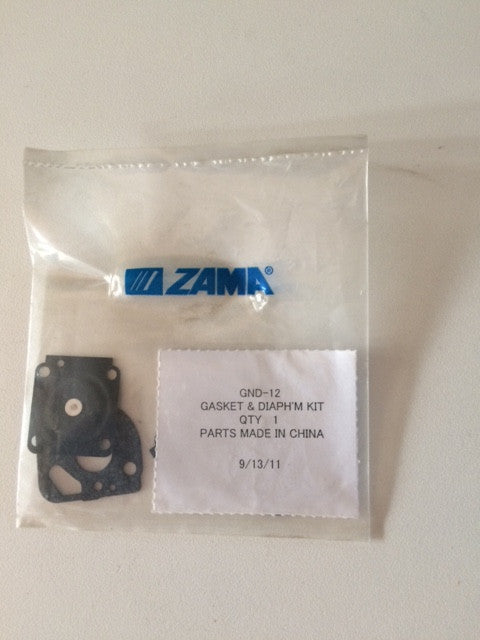 ZAMA®
GND-12
GASKET & DIAPH'M KIT
QTY 1
PARTS MADE IN CHINA
9/13/11